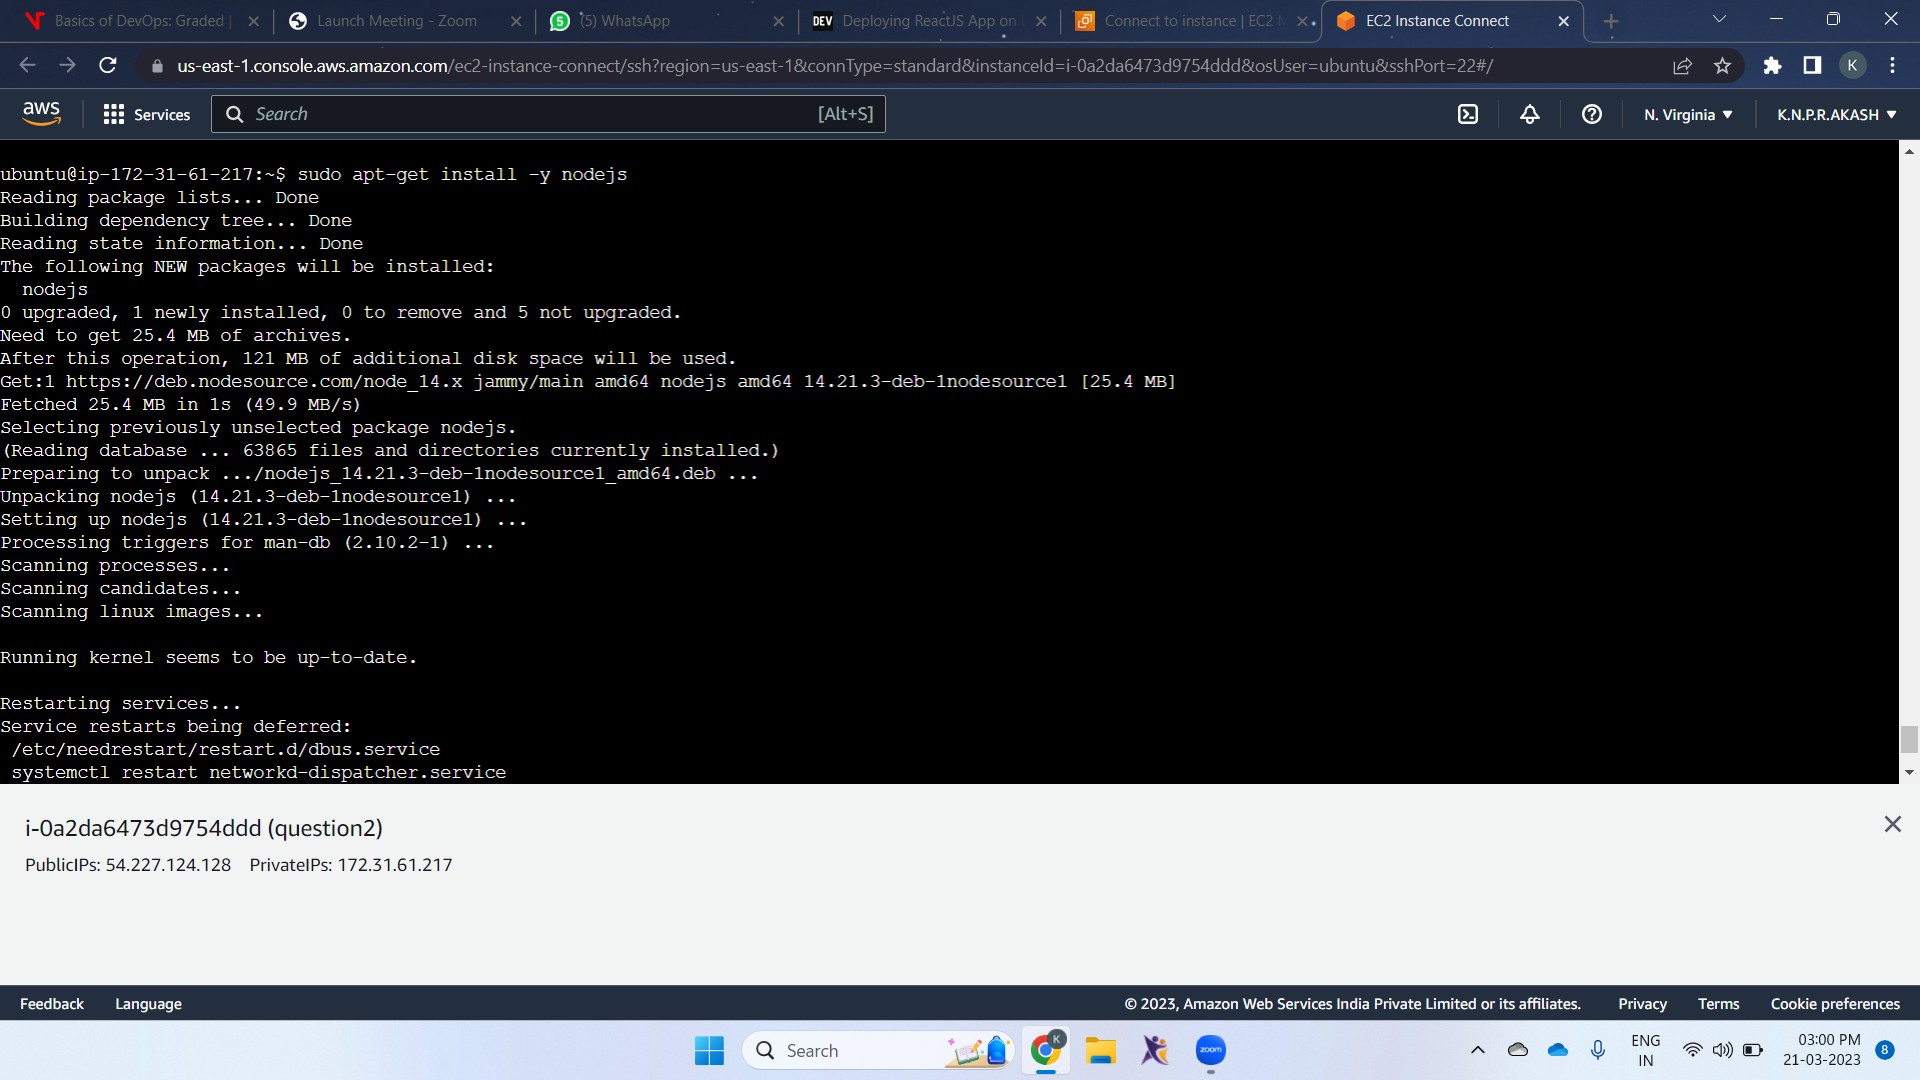 Basics of DevOps: Graded
Launch Meeting - Zoom
(5) WhatsApp
DEV Deploying ReactJS App on
Connect to instance | EC2 M
EC2 Instance Connect
us-east-1.console.aws.amazon.com/ec2-instance-connect/ssh?region=us-east-1&connType=standard&instanceId=i-0a2da6473d9754ddd&osUser=ubuntu&sshPort=22#/
K
aws
Services
Search
[Alt+S]
N. Virginia
K.N.P.R.AKASH
ubuntu@ip-172-31-61-217:~$ sudo apt-get install -y nodejs
Reading package lists... Done
Building dependency tree... Done
Reading state information... Done
The following NEW packages will be installed:
  nodejs
0 upgraded, 1 newly installed, 0 to remove and 5 not upgraded.
Need to get 25.4 MB of archives.
After this operation, 121 MB of additional disk space will be used.
Get:1 https://deb.nodesource.com/node_14.x jammy/main amd64 nodejs amd64 14.21.3-deb-1nodesource1 [25.4 MB]
Fetched 25.4 MB in 1s (49.9 MB/s)
Selecting previously unselected package nodejs.
(Reading database ... 63865 files and directories currently installed.)
Preparing to unpack .../nodejs_14.21.3-deb-1nodesource1_amd64.deb ...
Unpacking nodejs (14.21.3-deb-1nodesource1) ...
Setting up nodejs (14.21.3-deb-1nodesource1) ...
Processing triggers for man-db (2.10.2-1) ...
Scanning processes...
Scanning candidates...
Scanning linux images...
Running kernel seems to be up-to-date.
Restarting services...
Service restarts being deferred:
 /etc/needrestart/restart.d/dbus.service
 systemctl restart networkd-dispatcher.service
i-0a2da6473d9754ddd (question2)
PublicIPs: 54.227.124.128 PrivateIPs: 172.31.61.217
Feedback
Language
© 2023, Amazon Web Services India Private Limited or its affiliates.
Privacy
Terms
Cookie preferences
Search
K
zoom
ENG
IN
03:00 PM
21-03-2023
8